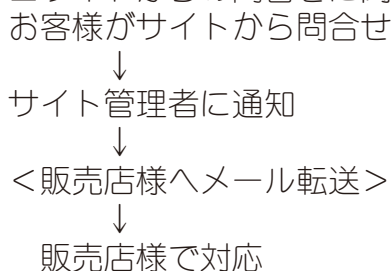 お客様がサイトから問合せ
↓
サイト管理者に通知
↓
＜販売店様へメール転送＞
↓
販売店様で対応